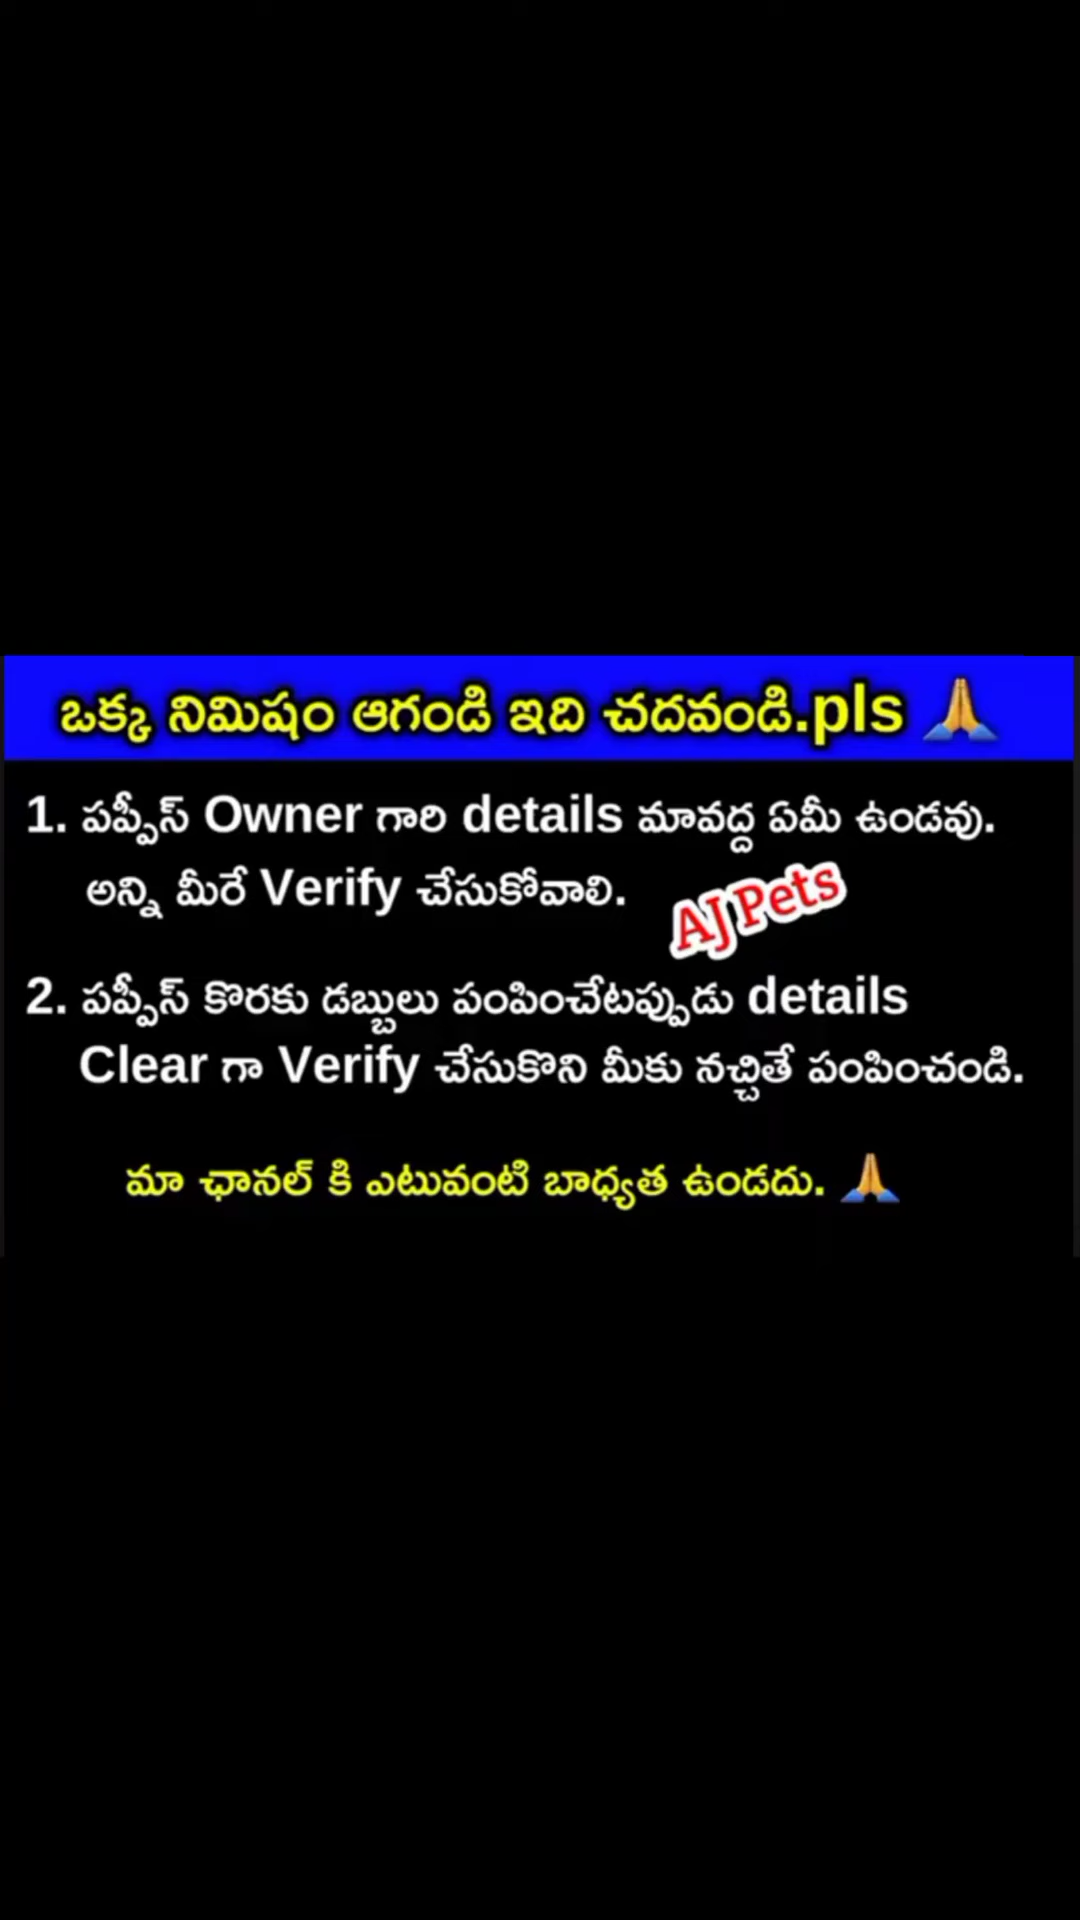 ఒక్క నిమిషం ఆగండి ఇది చదవండి.pls 🙏
1. పప్పీస్ Owner గారి details మావద్ద ఏమీ ఉండవు.
అన్ని మీరే Verify చేసుకోవాలి.
AJ Pets
2. పప్పీస్ కొరకు డబ్బులు పంపించేటప్పుడు details
Clear గా Verify చేసుకొని మీకు నచ్చితే పంపించండి.
మా ఛానల్ కి ఎటువంటి బాధ్యత ఉండదు. 🙏